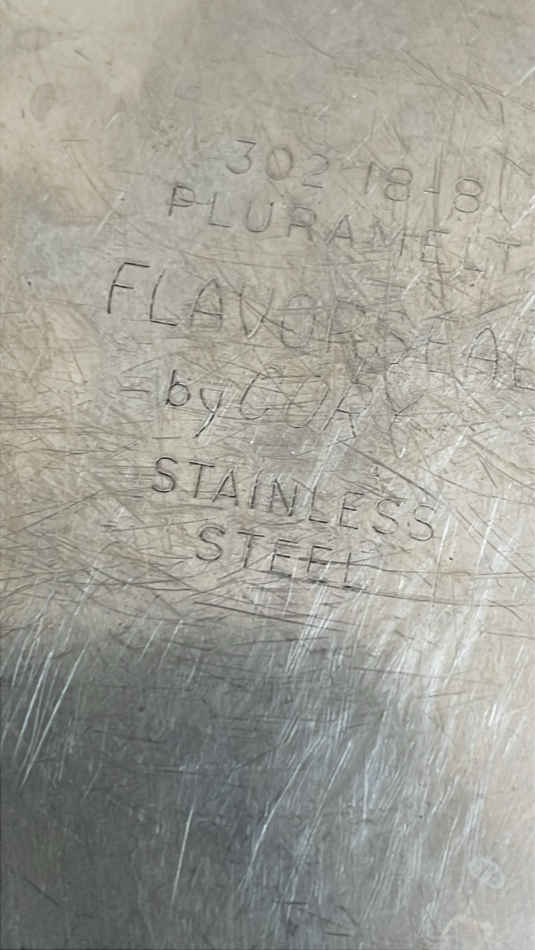 302 18-8
PLURAMELT
FLAVORSEAL
by CORY
STAINLESS
STEEL